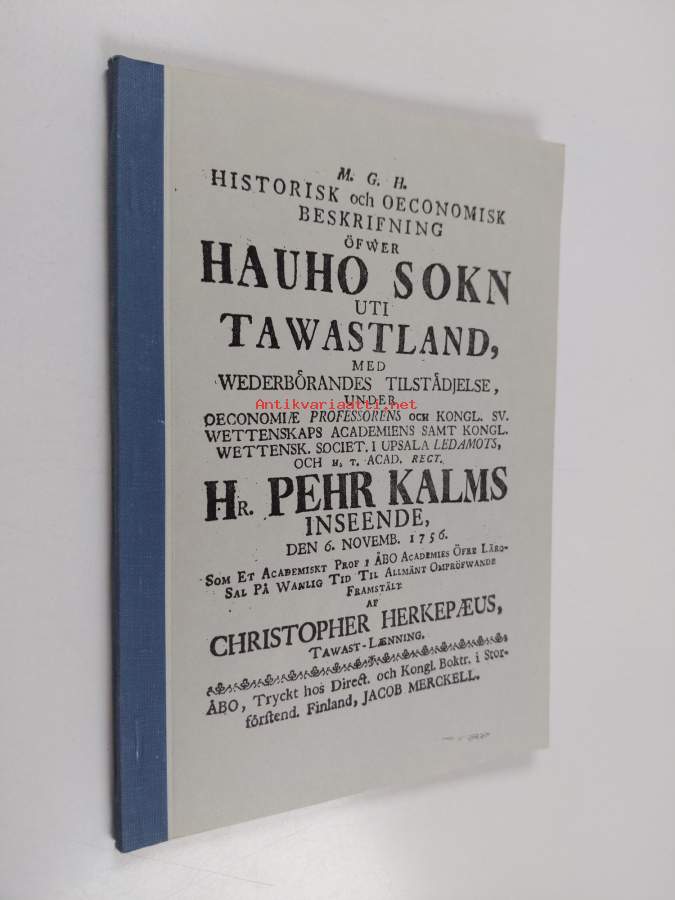 M. G. H.
HISTORISK och OECONOMISK
BESKRIFNING
ÖFWER
HAUHO SOKN
UTI
TAWASTLAND,
MED
WEDERBÖRANDES TILSTÅDJELSE,
UNDER
Antikvariaatti.net
OECONOMIÆ PROFESSORENS OCH KONGL. SV.
WETTENSKAPS ACADEMIENS SAMT KONGL.
WETTENSK. SOCIET. I UPSALA LEDAMOTS,
OCH H. T. ACAD. RECT.
HR. PEHR KALMS
INSEENDE,
DEN 6. NOVEMB. 1756.
SOM ET ACADEMISKT PROF I ÅBO ACADEMIES ÖFRE LÄRO-
SAL PÅ WANLIG TID TIL ALLMÄNT OMPRÖFWANDE
FRAMSTÄLT
AF
CHRISTOPHER HERKEPÆUS,
TAWAST-LÆNNING.
ÅBO, Tryckt hos Direct. och Kongl. Boktr. i Stor-
förstend. Finland, JACOB MERCKELL.